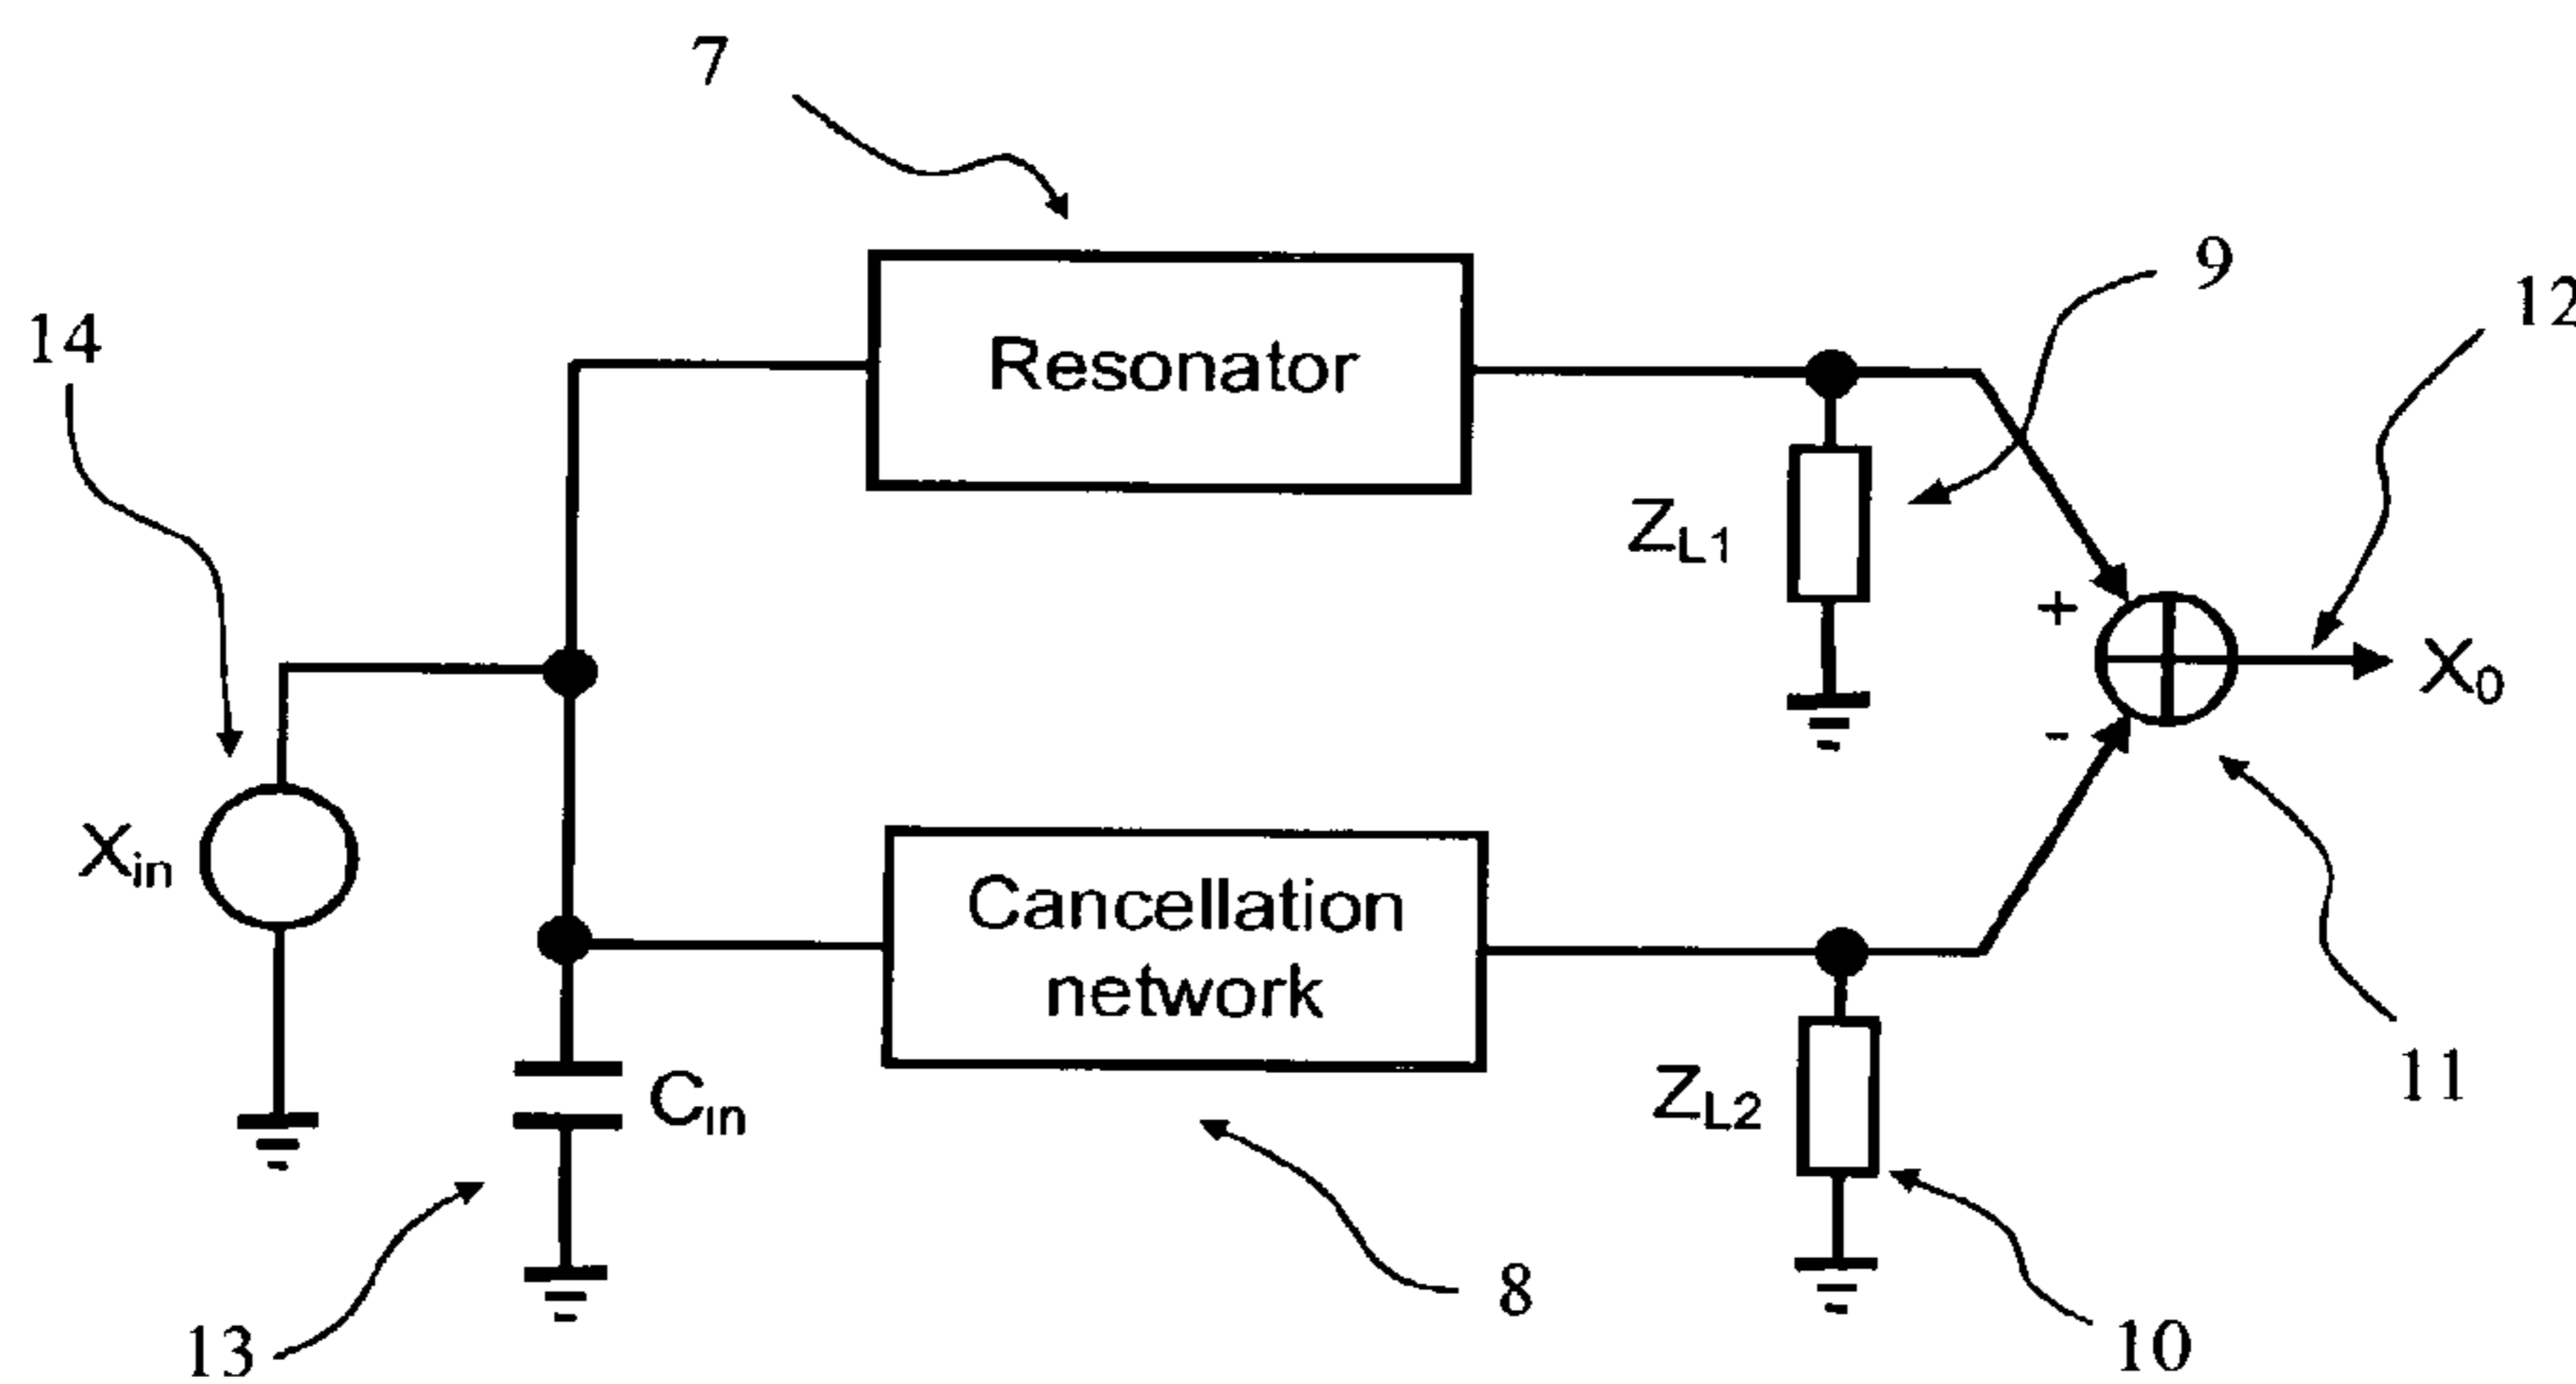 7
9
12
14
Resonator
Z_L1
+
X_0
-
X_in
Cancellation
network
C_in
Z_L2
11
8
13
10